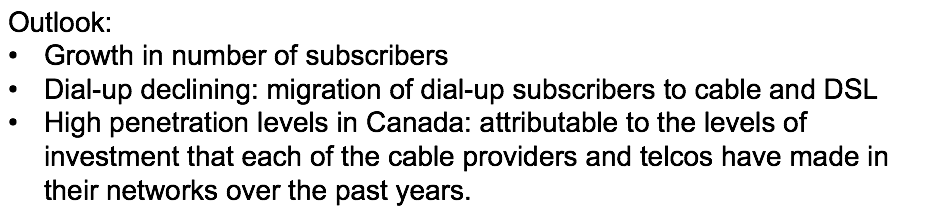 Outlook:
• Growth in number of subscribers
• Dial-up declining: migration of dial-up subscribers to cable and DSL
• High penetration levels in Canada: attributable to the levels of
investment that each of the cable providers and telcos have made in
their networks over the past years.